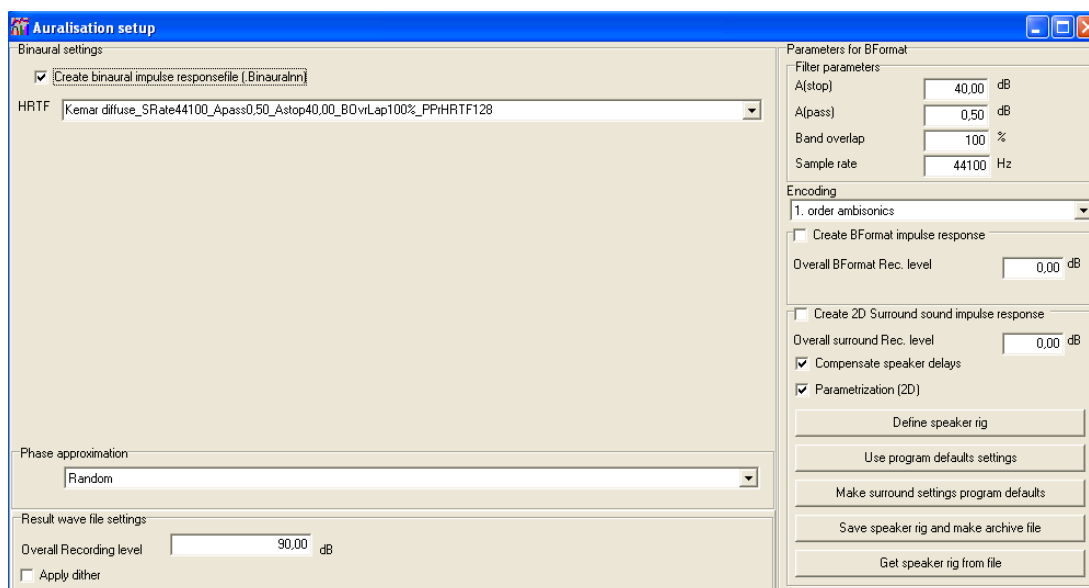 Auralisation setup
Binaural settings
Create binaural impulse responsefile (.Binauralnn)
HRTF
Kemar diffuse_SRate44100_Apass0,50_Astop40,00_BOvrLap100%_PPrHRTF128
Phase approximation
Random
Result wave file settings
Overall Recording level 90,00 dB
Apply dither
Parameters for BFormat
Filter parameters
A(stop) 40,00 dB
A(pass) 0,50 dB
Band overlap 100 %
Sample rate 44100 Hz
Encoding
1. order ambisonics
Create BFormat impulse response
Overall BFormat Rec. level 0,00 dB
Create 2D Surround sound impulse response
Overall surround Rec. level 0,00 dB
Compensate speaker delays
Parametrization (2D)
Define speaker rig
Use program defaults settings
Make surround settings program defaults
Save speaker rig and make archive file
Get speaker rig from file